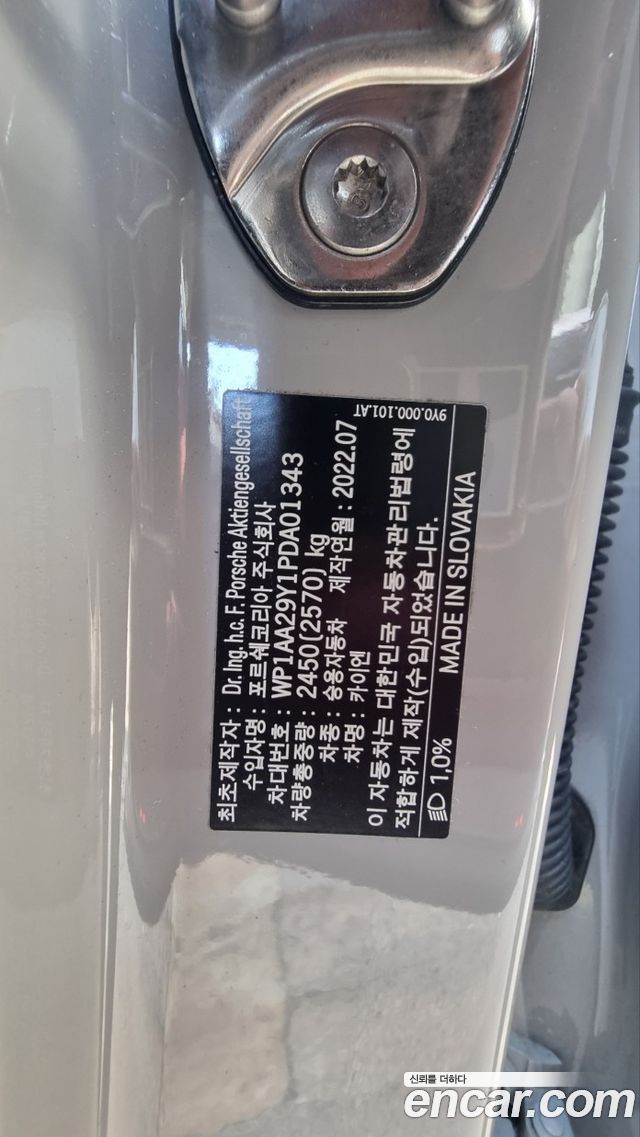 최초제작자 : Dr. Ing. h.c. F. Porsche Aktiengesellschaft
수입자명 : 포르쉐코리아 주식회사
차대번호 : WP1AA29Y1PDA01343
차량총중량 : 2450(2570) kg
차종 : 승용자동차 제작연월 : 2022.07
차명 : 카이엔
이 자동차는 대한민국 자동차관리법령에
적합하게 제작(수입)되었습니다.
1,0% MADE IN SLOVAKIA
9Y0.000.101.AT
신뢰를 더하다
encar.com